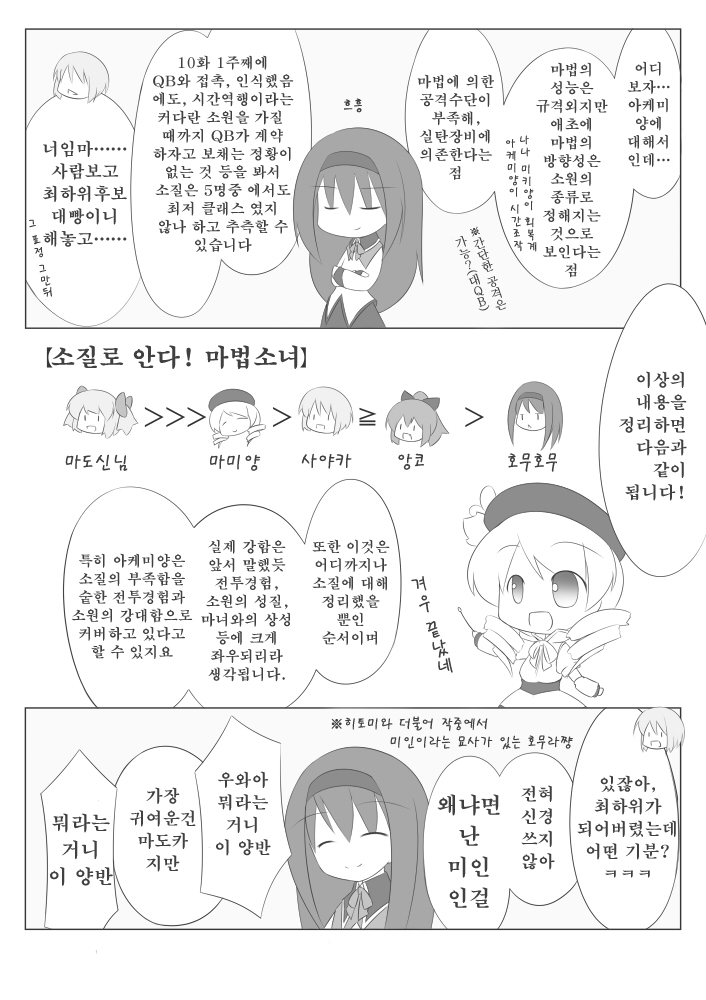 어디
보자…
아케미
양에
대해서
인데…
마법의
성능은
규격외지만
애초에
마법의
방향성은
소원의
종류로
정해지는
것으로
보인다는
점
나나 미키양이 회복계
아케미양이 시간조작
마법에 의한
공격수단이
부족해,
실탄장비에
의존한다는
점
※간단한 공격은
가능?(대QB)
흐흥
10화 1주째에
QB와 접촉, 인식했음
에도, 시간역행이라는
커다란 소원을 가질
때까지 QB가 계약
하자고 보채는 정황이
없는 것 등을 봐서
소질은 5명중 에서도
최저 클래스 였지
않나 하고 추측할 수
있습니다
너임마……
사람보고
최하위후보
대빵이니
해놓고……
그 표정 그만둬
이상의
내용을
정리하면
다음과
같이
됩니다!
【소질로 안다! 마법소녀】
>>> > ≧ >
마도신님 마미양 사야카 앙코 호무호무
겨우 끝났네
또한 이것은
어디까지나
소질에 대해
정리했을
뿐인
순서이며
실제 강함은
앞서 말했듯
전투경험,
소원의 성질,
마녀와의 상성
등에 크게
좌우되리라
생각됩니다.
특히 아케미양은
소질의 부족함을
숱한 전투경험과
소원의 강대함으로
커버하고 있다고
할 수 있지요
있잖아,
최하위가
되어버렸는데
어떤 기분?
ㅋㅋㅋ
※히토미와 더불어 작중에서
미인이라는 묘사가 있는 호무라쨩
전혀
신경
쓰지
않아
왜냐면
난
미인
인걸
우와아
뭐라는
거니
이 양반
가장
귀여운건
마도카
지만
뭐라는
거니
이 양반